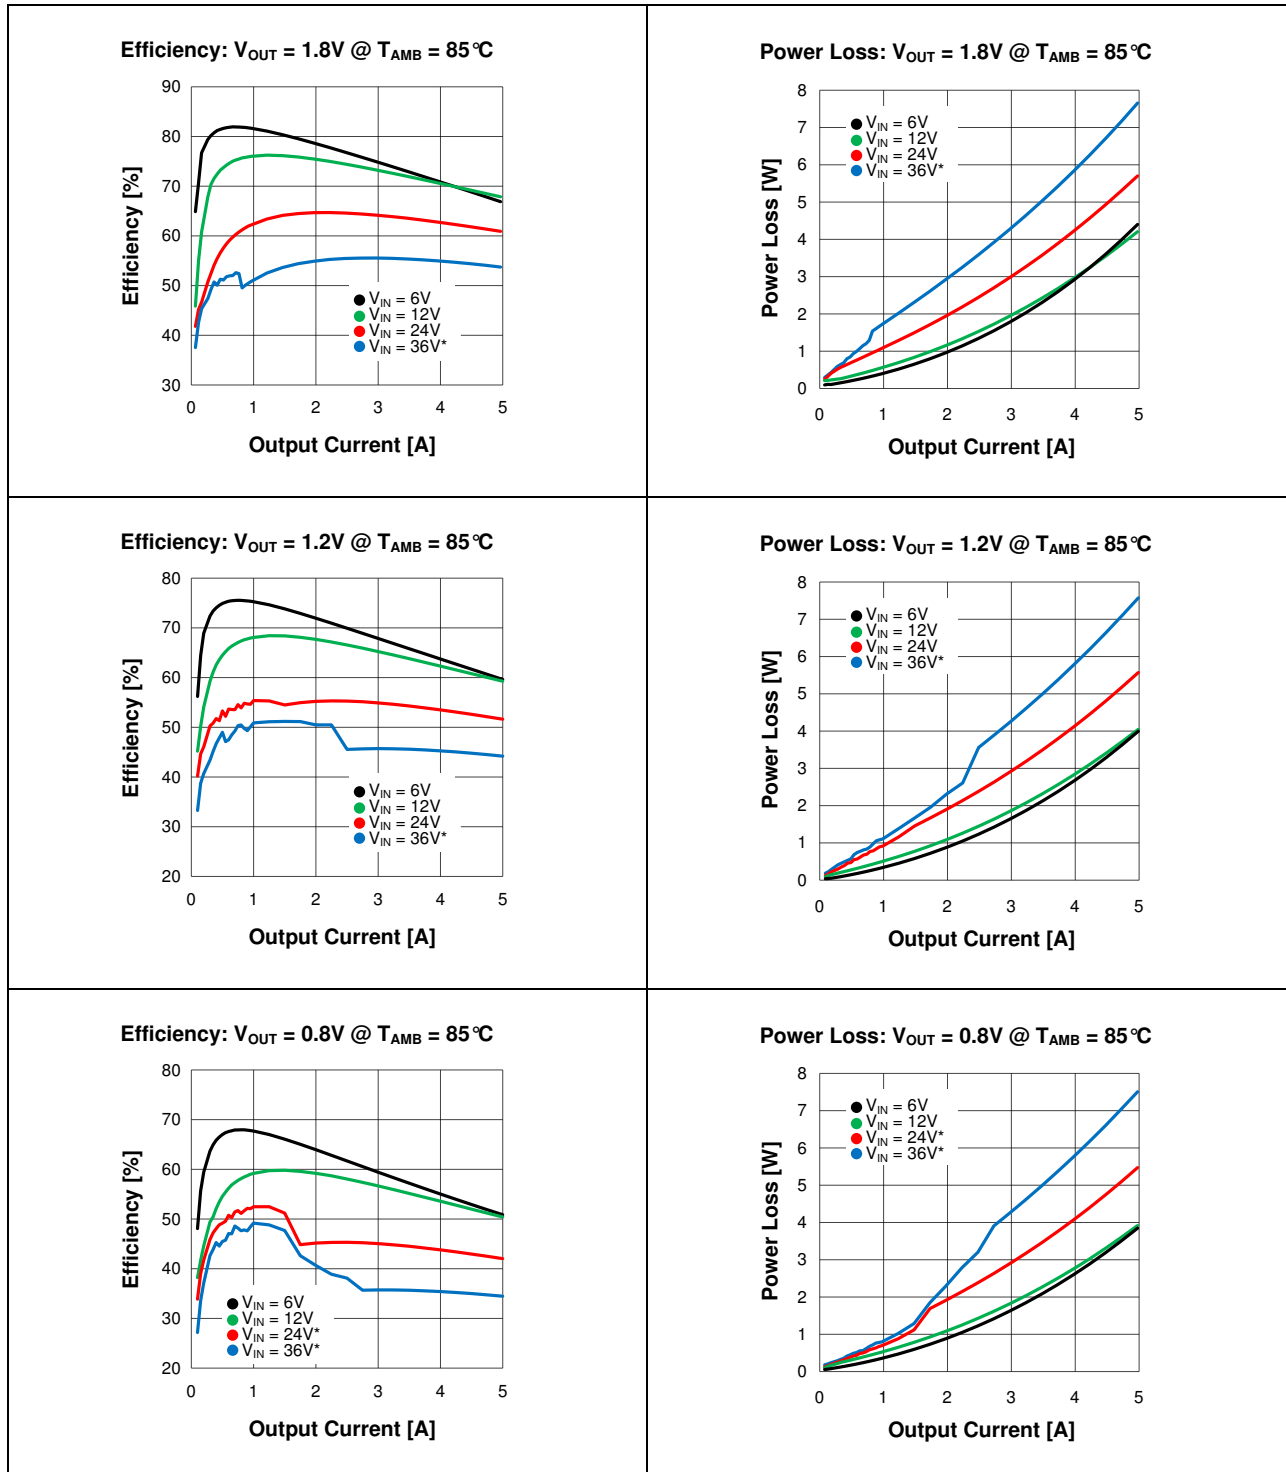 Efficiency: VOUT = 1.8V @ TAMB = 85°C
90
80
70
60
50
40
30
Efficiency [%]
VIN = 6V
VIN = 12V
VIN = 24V
VIN = 36V*
0 1 2 3 4 5
Output Current [A]
Power Loss: VOUT = 1.8V @ TAMB = 85°C
8
7
6
5
4
3
2
1
0
Power Loss [W]
VIN = 6V
VIN = 12V
VIN = 24V
VIN = 36V*
0 1 2 3 4 5
Output Current [A]
Efficiency: VOUT = 1.2V @ TAMB = 85°C
80
70
60
50
40
30
20
Efficiency [%]
VIN = 6V
VIN = 12V
VIN = 24V
VIN = 36V*
0 1 2 3 4 5
Output Current [A]
Power Loss: VOUT = 1.2V @ TAMB = 85°C
8
7
6
5
4
3
2
1
0
Power Loss [W]
VIN = 6V
VIN = 12V
VIN = 24V
VIN = 36V*
0 1 2 3 4 5
Output Current [A]
Efficiency: VOUT = 0.8V @ TAMB = 85°C
80
70
60
50
40
30
20
Efficiency [%]
VIN = 6V
VIN = 12V
VIN = 24V*
VIN = 36V*
0 1 2 3 4 5
Output Current [A]
Power Loss: VOUT = 0.8V @ TAMB = 85°C
8
7
6
5
4
3
2
1
0
Power Loss [W]
VIN = 6V
VIN = 12V
VIN = 24V*
VIN = 36V*
0 1 2 3 4 5
Output Current [A]